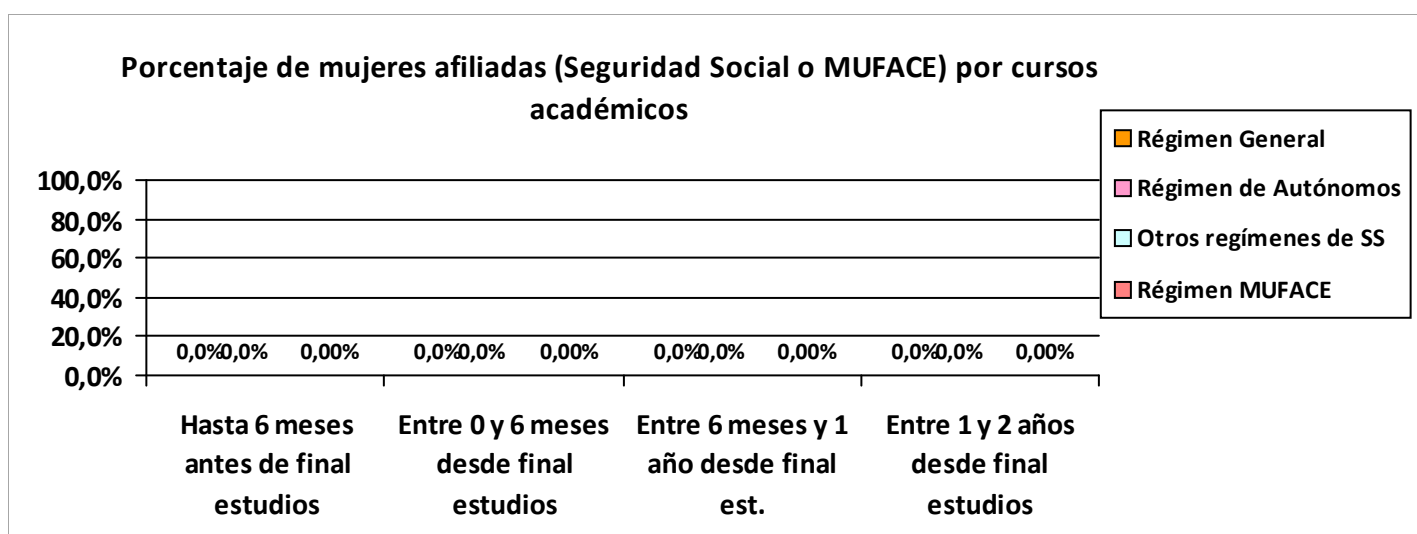 Porcentaje de mujeres afiliadas (Seguridad Social o MUFACE) por cursos
académicos
Régimen General
Régimen de Autónomos
Otros regímenes de SS
Régimen MUFACE
100,0%
80,0%
60,0%
40,0%
20,0%
0,0%
0,0%0,0% 0,00% 0,0%0,0% 0,00% 0,0%0,0% 0,00% 0,0%0,0% 0,00%
Hasta 6 meses
antes de final
estudios
Entre 0 y 6 meses
desde final
estudios
Entre 6 meses y 1
año desde final
est.
Entre 1 y 2 años
desde final
estudios